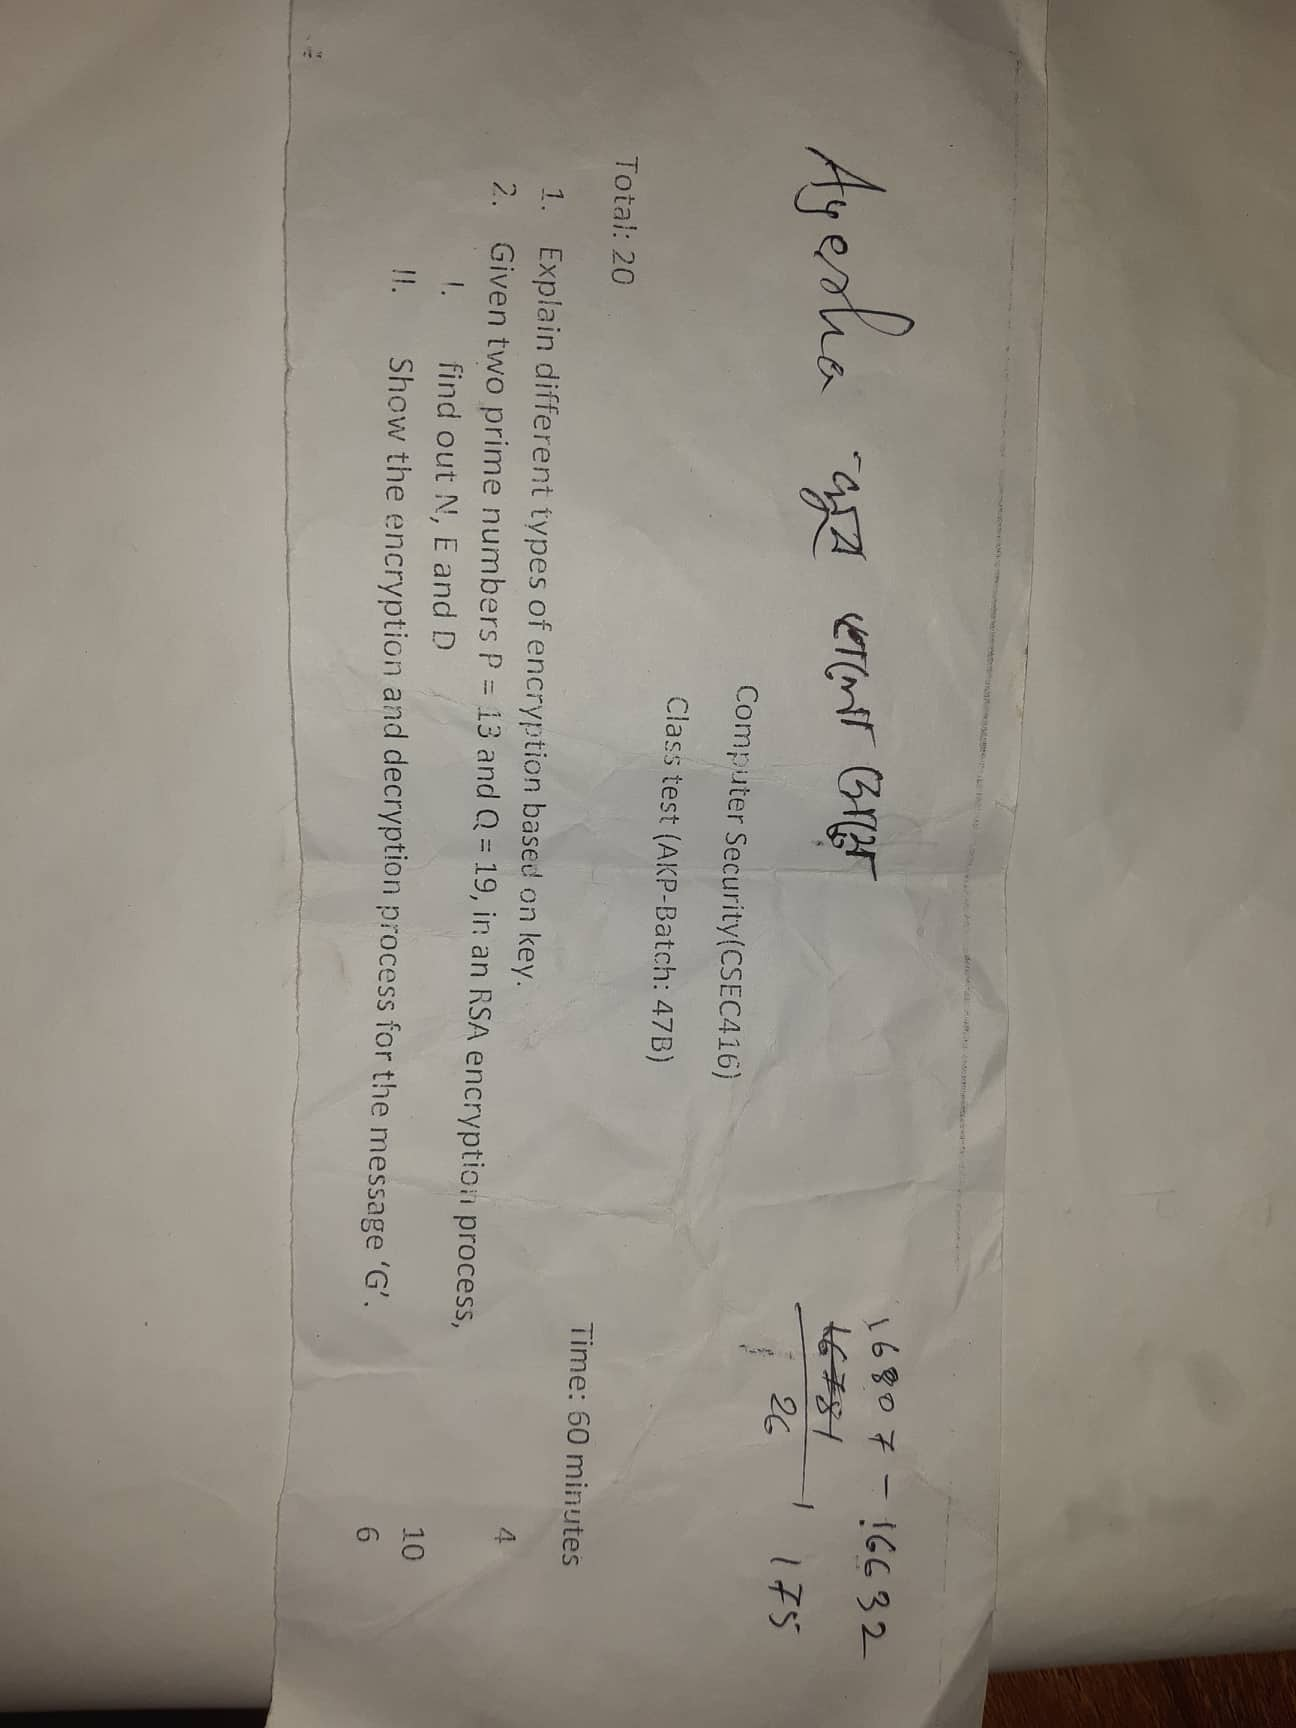 Ayesha
16807 - 16632
16781
26 175
Computer Security(CSEC416)
Class test (AKP-Batch: 47B)
Total: 20 Time: 60 minutes
1. Explain different types of encryption based on key. 4
2. Given two prime numbers P = 13 and Q = 19, in an RSA encryption process,
I. find out N, E and D 10
II. Show the encryption and decryption process for the message ‘G’. 6